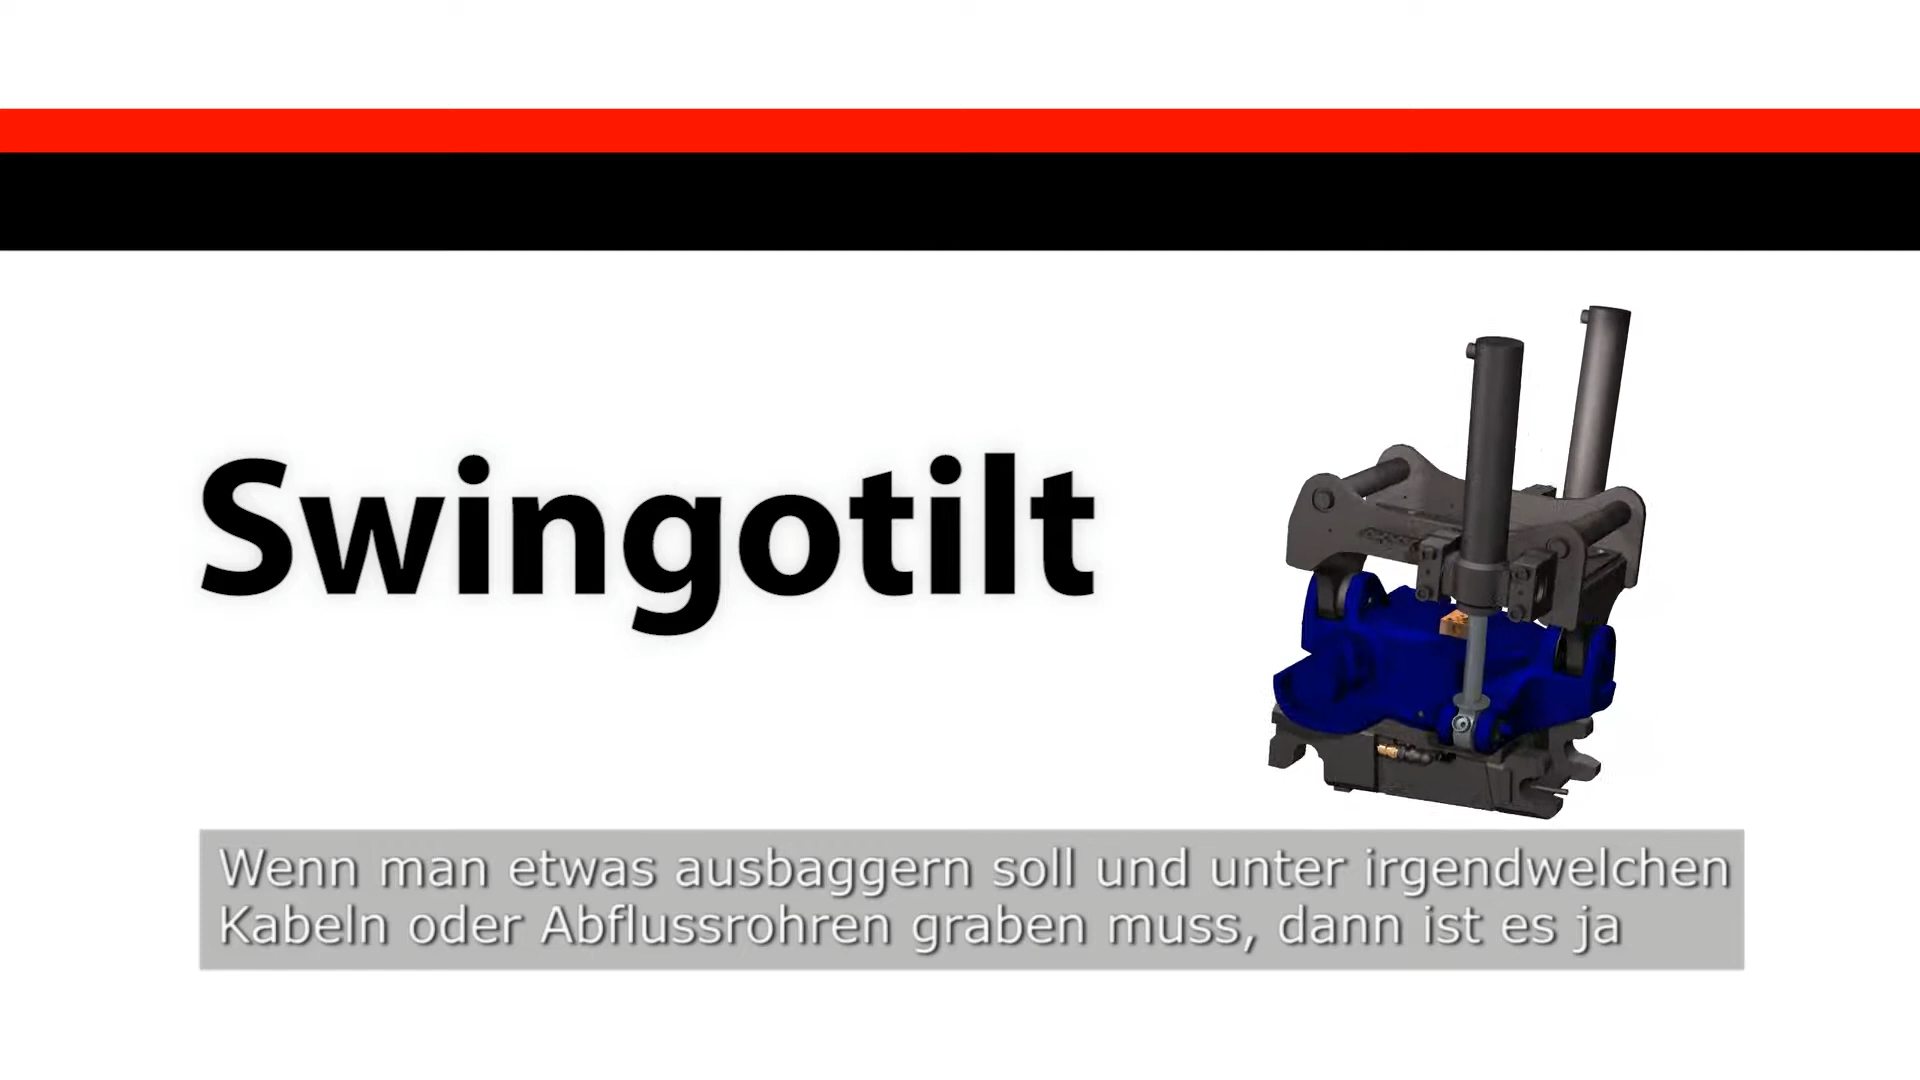 Swingotilt
Wenn man etwas ausbaggern soll und unter irgendwelchen
Kabeln oder Abflussrohren graben muss, dann ist es ja